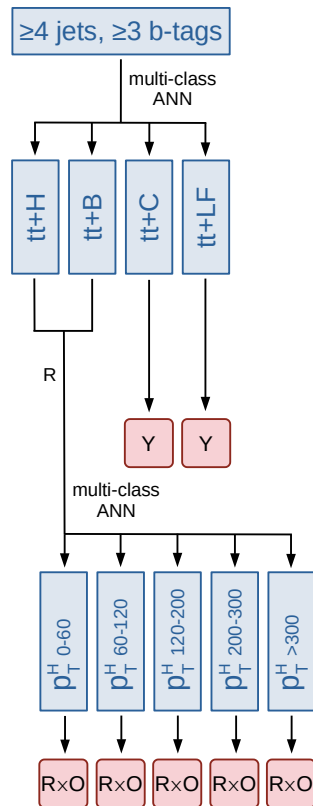 ≥4 jets, ≥3 b-tags
multi-class
ANN
tt+H
tt+B
tt+C
tt+LF
R
Y
Y
multi-class
ANN
p_T^H 0-60
p_T^H 60-120
p_T^H 120-200
p_T^H 200-300
p_T^H >300
R×O
R×O
R×O
R×O
R×O